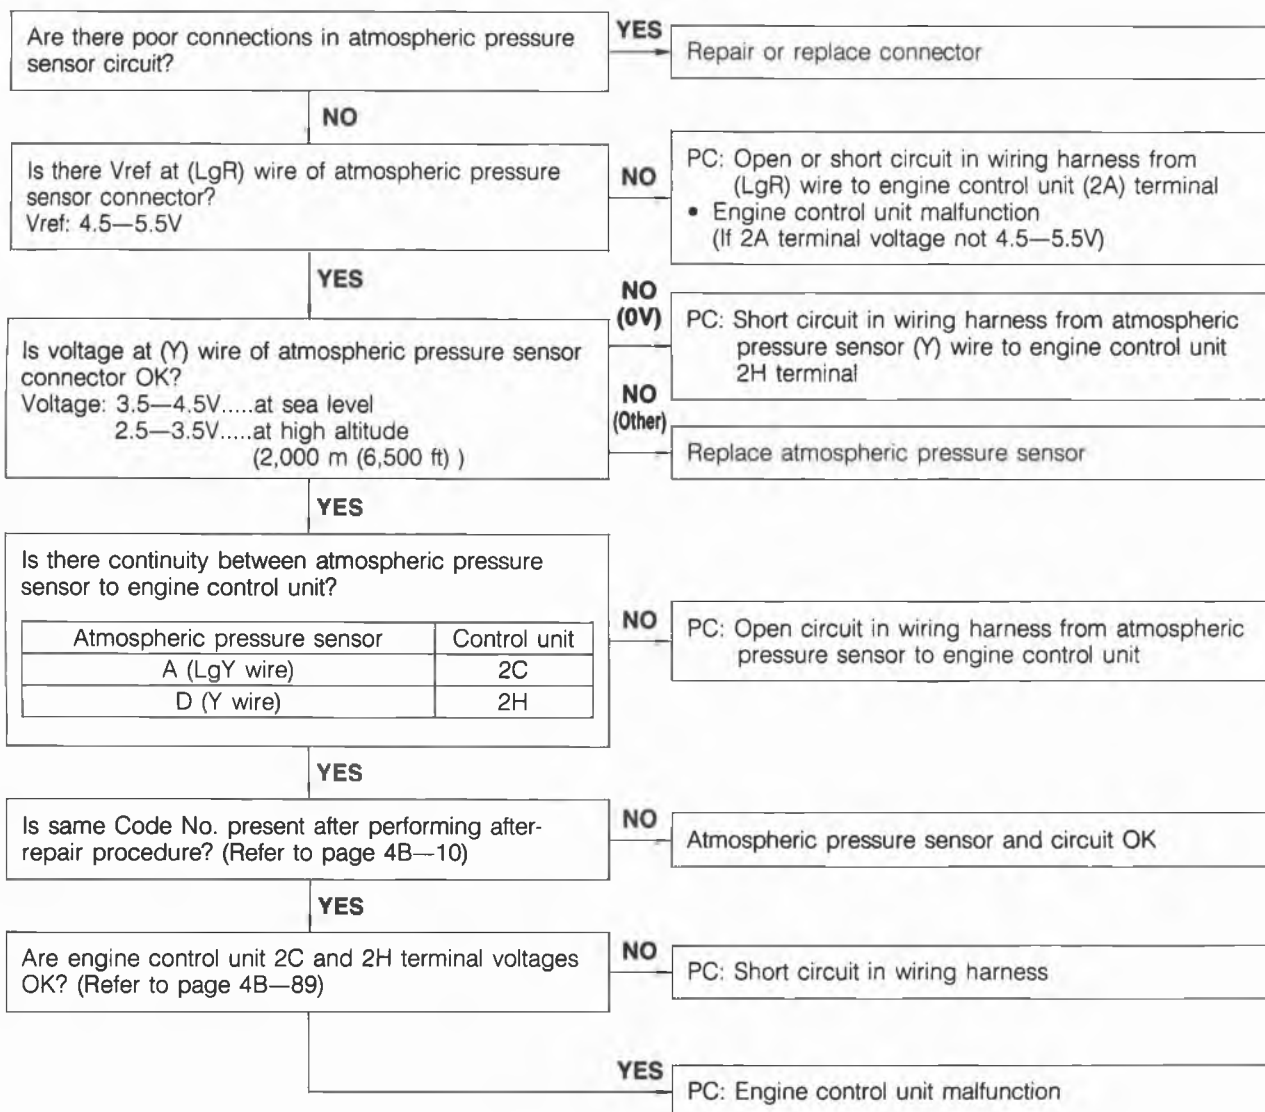 Are there poor connections in atmospheric pressure
sensor circuit?
YES
Repair or replace connector
NO
Is there Vref at (LgR) wire of atmospheric pressure
sensor connector?
Vref: 4.5—5.5V
NO
PC: Open or short circuit in wiring harness from
(LgR) wire to engine control unit (2A) terminal
• Engine control unit malfunction
(If 2A terminal voltage not 4.5—5.5V)
YES
Is voltage at (Y) wire of atmospheric pressure sensor
connector OK?
Voltage: 3.5—4.5V.....at sea level
2.5—3.5V.....at high altitude
(2,000 m (6,500 ft) )
NO
(0V)
PC: Short circuit in wiring harness from atmospheric
pressure sensor (Y) wire to engine control unit
2H terminal
NO
(Other)
Replace atmospheric pressure sensor
YES
Is there continuity between atmospheric pressure
sensor to engine control unit?
Atmospheric pressure sensor Control unit
A (LgY wire) 2C
D (Y wire) 2H
NO
PC: Open circuit in wiring harness from atmospheric
pressure sensor to engine control unit
YES
Is same Code No. present after performing after-
repair procedure? (Refer to page 4B—10)
NO
Atmospheric pressure sensor and circuit OK
YES
Are engine control unit 2C and 2H terminal voltages
OK? (Refer to page 4B—89)
NO
PC: Short circuit in wiring harness
YES
PC: Engine control unit malfunction